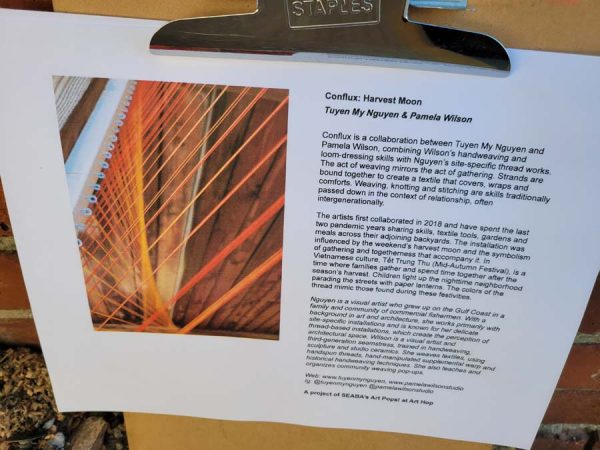 STAPLES
Conflux: Harvest Moon
Tuyen My Nguyen & Pamela Wilson
Conflux is a collaboration between Tuyen My Nguyen and
Pamela Wilson, combining Wilson's handweaving and
loom-dressing skills with Nguyen's site-specific thread works.
The act of weaving mirrors the act of gathering. Strands are
bound together to create a textile that covers, wraps and
comforts. Weaving, knotting and stitching are skills traditionally
passed down in the context of relationship, often
intergenerationally.
The artists first collaborated in 2018 and have spent the last
two pandemic years sharing skills, textile tools, gardens and
meals across their adjoining backyards. The installation was
influenced by the weekend's harvest moon and the symbolism
of gathering and togetherness that accompany it. In
Vietnamese culture, Tết Trung Thu (Mid-Autumn Festival), is a
time where families gather and spend time together after the
season's harvest. Children light up the nighttime neighborhood
parading the streets with paper lanterns. The colors of the
thread mimic those found during these festivities.
Nguyen is a visual artist who grew up on the Gulf Coast in a
family and community of commercial fishermen. With a
background in art and architecture, she works primarily with
site-specific installations and is known for her delicate
thread-based installations, which create the perception of
architectural space. Wilson is a visual artist and
third-generation seamstress, trained in handweaving,
sculpture and studio ceramics. She weaves textiles, using
handspun threads, hand-manipulated supplemental warp and
historical handweaving techniques. She also teaches and
organizes community weaving pop-ups.
Web: www.tuyenmynguyen, www.pamelawilsonstudio
Ig: @tuyenmynguyen @pamelawilsonstudio
A project of SEABA's Art Pops! at Art Hop